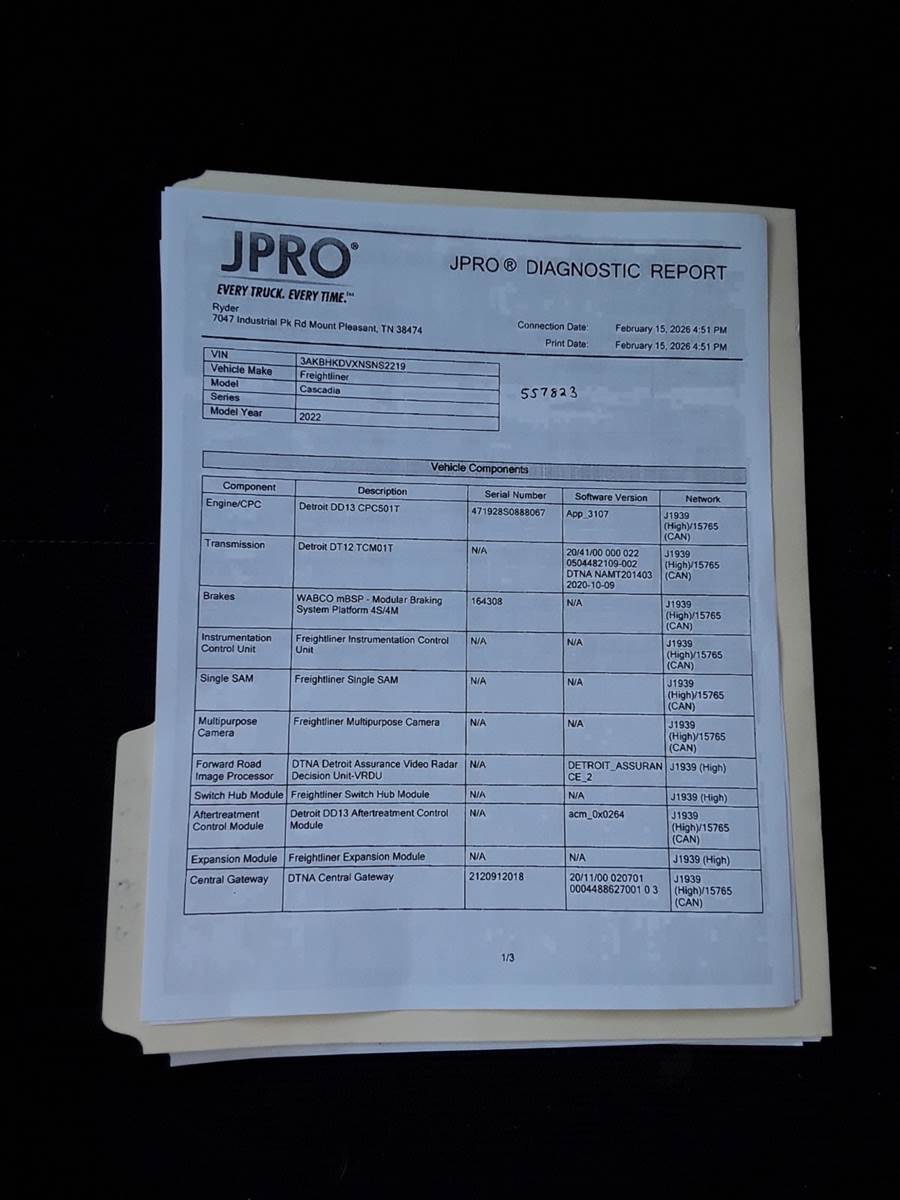 JPRO®
EVERY TRUCK. EVERY TIME.℠
JPRO® DIAGNOSTIC REPORT
Ryder
7047 Industrial Pk Rd Mount Pleasant, TN 38474
Connection Date: February 15, 2026 4:51 PM
Print Date: February 15, 2026 4:51 PM
VIN 3AKBHKDVXNSNS2219
Vehicle Make Freightliner
Model Cascadia
Series
Model Year 2022
557823
Vehicle Components
Component Description Serial Number Software Version Network
Engine/CPC Detroit DD13 CPC501T 471928S0888067 App_3107 J1939
(High)/15765
(CAN)
Transmission Detroit DT12 TCM01T N/A 20/41/00 000 022 J1939
0504482109-002 (High)/15765
DTNA NAMT201403 (CAN)
2020-10-09
Brakes WABCO mBSP - Modular Braking 164308 N/A J1939
System Platform 4S/4M (High)/15765
(CAN)
Instrumentation Freightliner Instrumentation Control N/A N/A J1939
Control Unit Unit (High)/15765
(CAN)
Single SAM Freightliner Single SAM N/A N/A J1939
(High)/15765
(CAN)
Multipurpose Freightliner Multipurpose Camera N/A N/A J1939
Camera (High)/15765
(CAN)
Forward Road DTNA Detroit Assurance Video Radar N/A DETROIT_ASSURAN J1939 (High)
Image Processor Decision Unit-VRDU CE_2
Switch Hub Module Freightliner Switch Hub Module N/A N/A J1939 (High)
Aftertreatment Detroit DD13 Aftertreatment Control N/A acm_0x0264 J1939
Control Module Module (High)/15765
(CAN)
Expansion Module Freightliner Expansion Module N/A N/A J1939 (High)
Central Gateway DTNA Central Gateway 2120912018 20/11/00 020701 J1939
0004488627001 0 3 (High)/15765
(CAN)
1/3